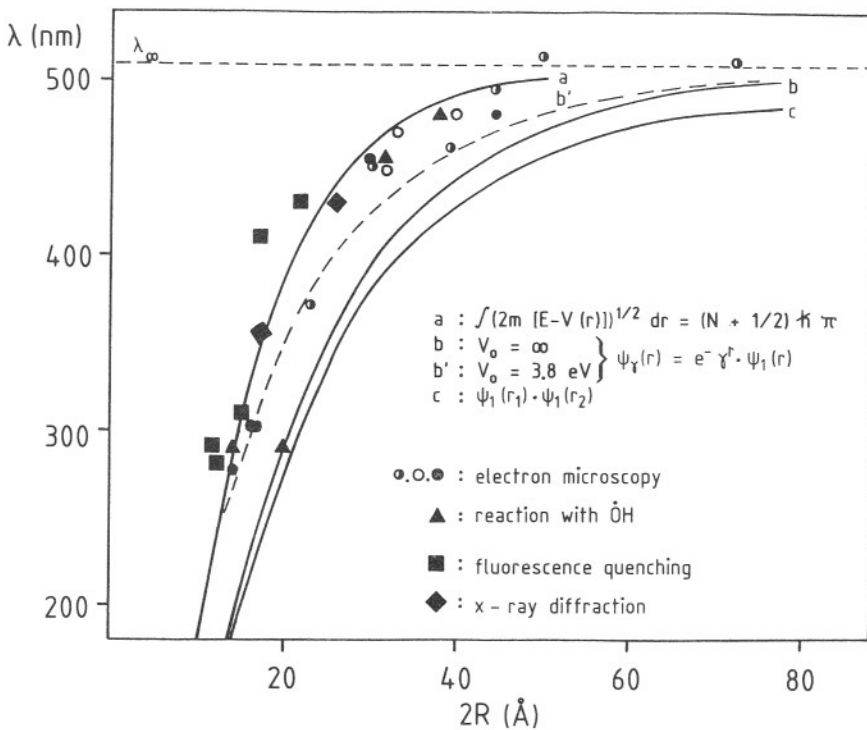 λ (nm)
λ∞
500
400
300
200
a
b
b'
c
a : ∫(2m [E-V(r)])^1/2 dr = (N + 1/2) ℏ π
b : V₀ = ∞
b' : V₀ = 3.8 eV } ψᵧ(r) = e⁻ γʳ · ψ₁(r)
c : ψ₁(r₁) · ψ₁(r₂)
◑.○.● : electron microscopy
▲ : reaction with ȮH
■ : fluorescence quenching
◆ : x - ray diffraction
20
40
60
80
2R (Å)